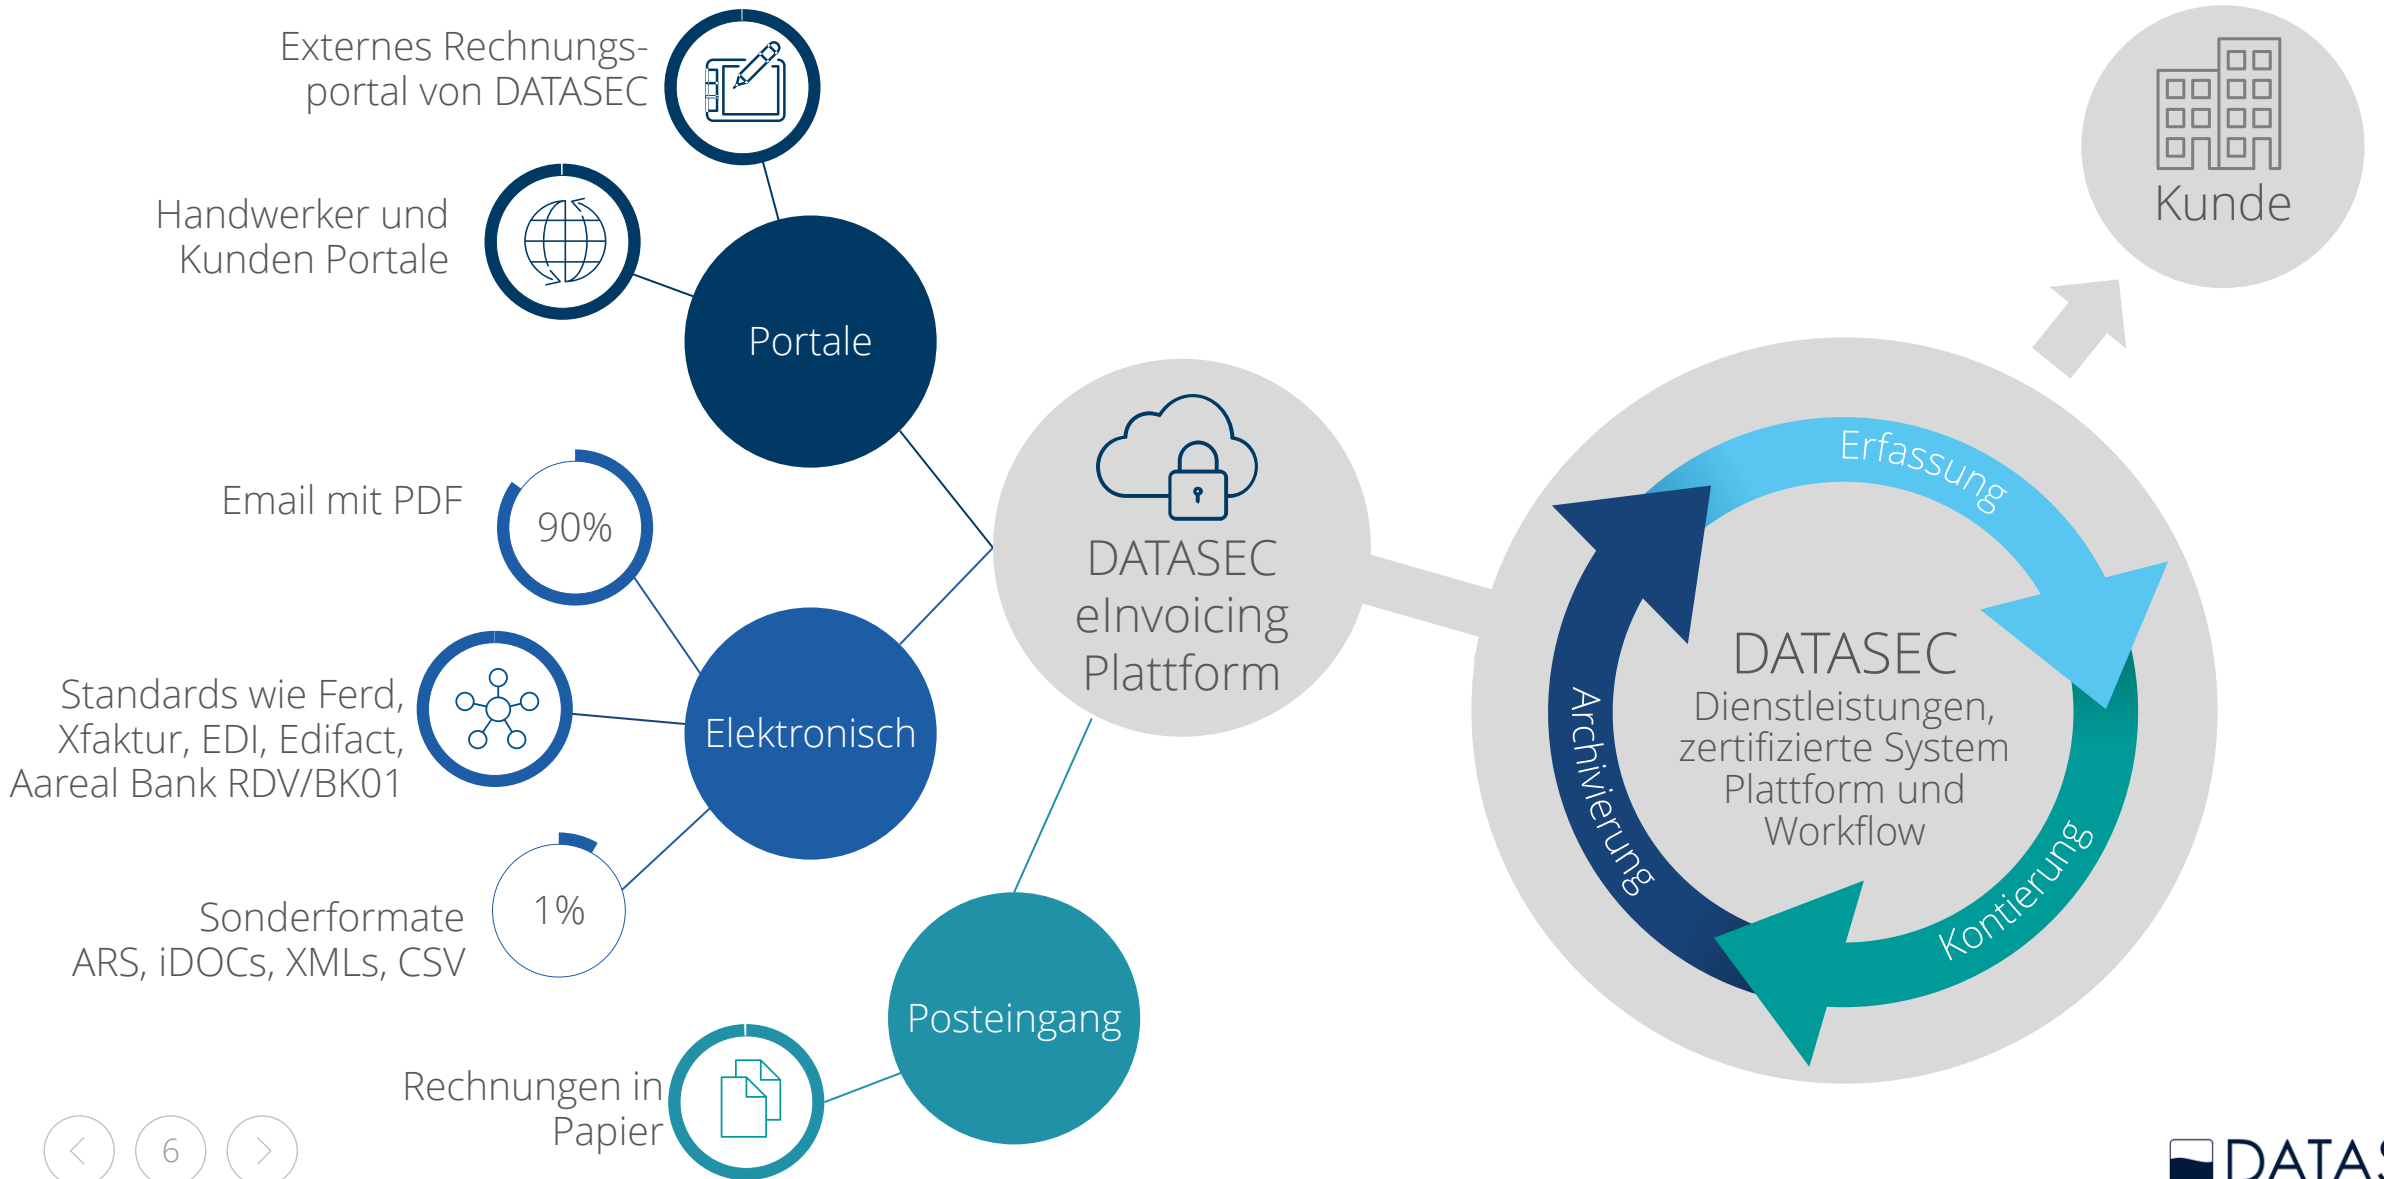 Externes Rechnungs-
portal von DATASEC
Handwerker und
Kunden Portale
Portale
Email mit PDF
90%
Standards wie Ferd,
Xfaktur, EDI, Edifact,
Aareal Bank RDV/BK01
Elektronisch
Sonderformate
ARS, iDOCs, XMLs, CSV
1%
Rechnungen in
Papier
Posteingang
DATASEC
eInvoicing
Plattform
Kunde
Erfassung
Kontierung
Archivierung
DATASEC
Dienstleistungen,
zertifizierte System
Plattform und
Workflow
6